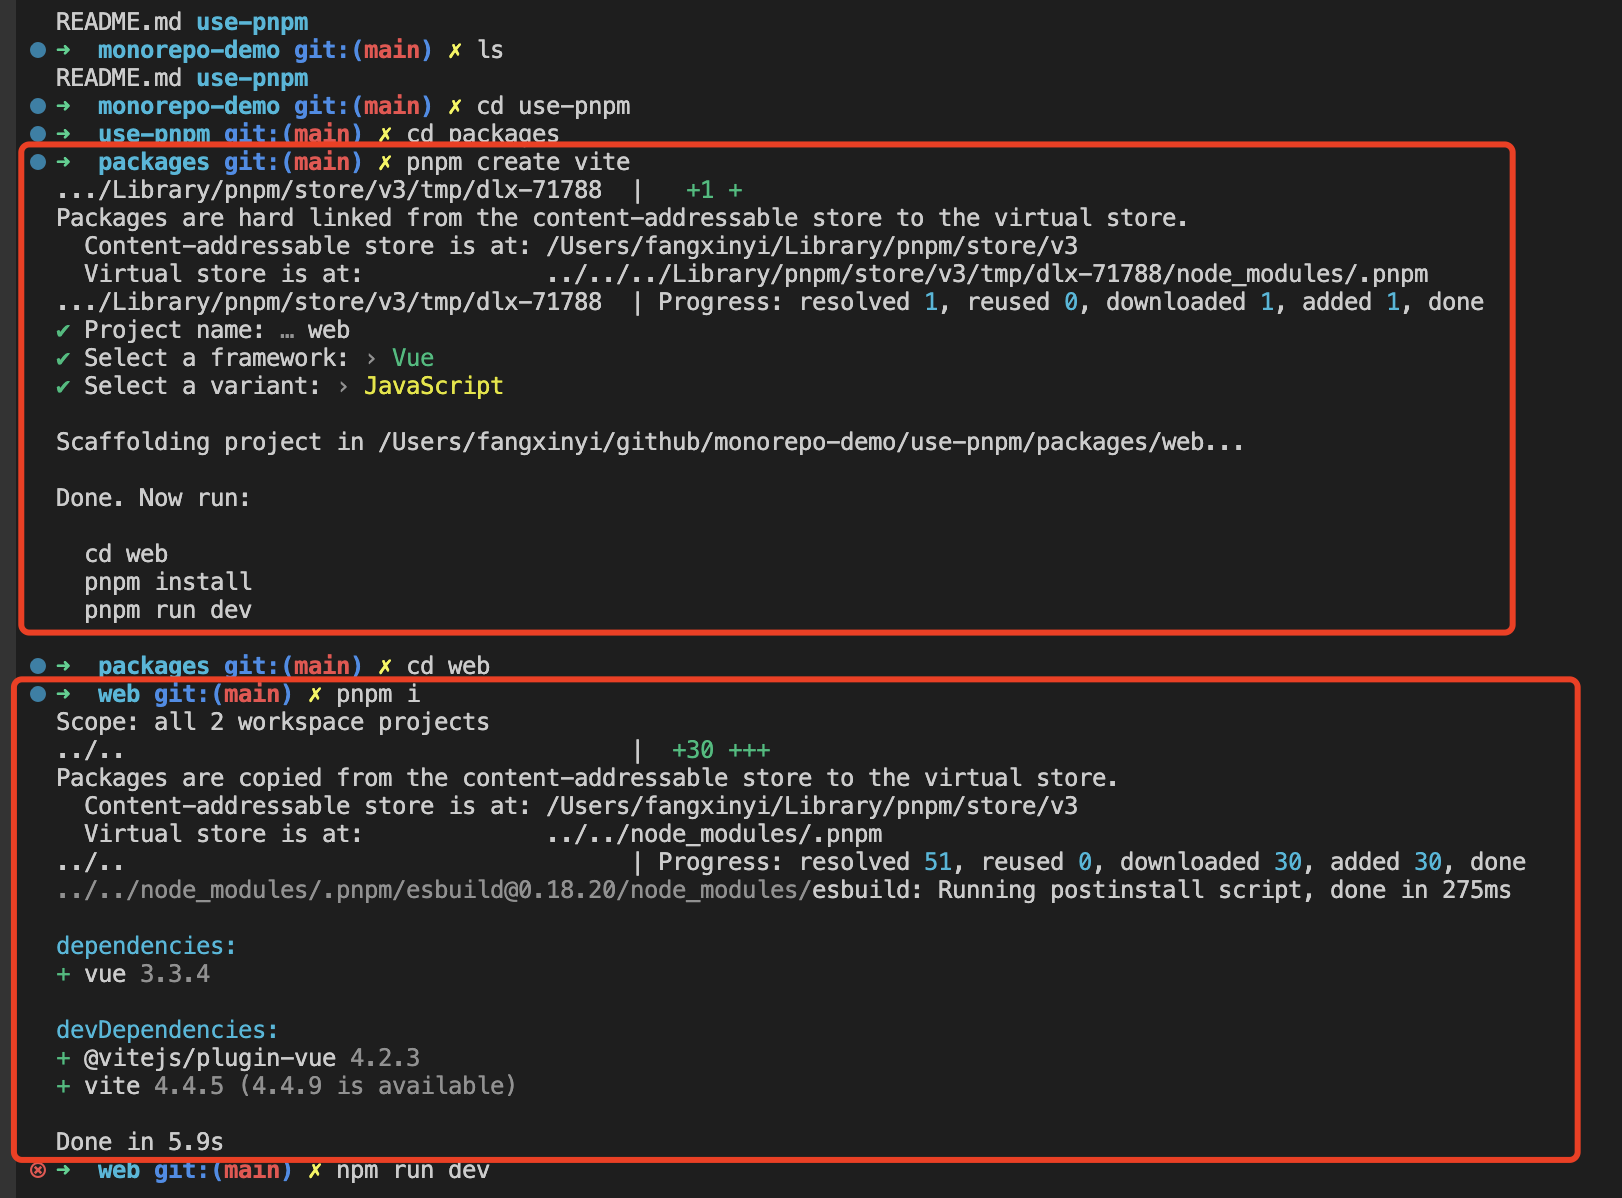 README.md use-pnpm
➜ monorepo-demo git:(main) ✗ ls
README.md use-pnpm
➜ monorepo-demo git:(main) ✗ cd use-pnpm
➜ use-pnpm git:(main) ✗ cd packages
➜ packages git:(main) ✗ pnpm create vite
.../Library/pnpm/store/v3/tmp/dlx-71788 | +1 +
Packages are hard linked from the content-addressable store to the virtual store.
Content-addressable store is at: /Users/fangxinyi/Library/pnpm/store/v3
Virtual store is at: ../../../Library/pnpm/store/v3/tmp/dlx-71788/node_modules/.pnpm
.../Library/pnpm/store/v3/tmp/dlx-71788 | Progress: resolved 1, reused 0, downloaded 1, added 1, done
✔ Project name: … web
✔ Select a framework: › Vue
✔ Select a variant: › JavaScript
Scaffolding project in /Users/fangxinyi/github/monorepo-demo/use-pnpm/packages/web...
Done. Now run:
cd web
pnpm install
pnpm run dev
➜ packages git:(main) ✗ cd web
➜ web git:(main) ✗ pnpm i
Scope: all 2 workspace projects
../.. | +30 +++
Packages are copied from the content-addressable store to the virtual store.
Content-addressable store is at: /Users/fangxinyi/Library/pnpm/store/v3
Virtual store is at: ../../node_modules/.pnpm
../.. | Progress: resolved 51, reused 0, downloaded 30, added 30, done
../../node_modules/.pnpm/esbuild@0.18.20/node_modules/esbuild: Running postinstall script, done in 275ms
dependencies:
+ vue 3.3.4
devDependencies:
+ @vitejs/plugin-vue 4.2.3
+ vite 4.4.5 (4.4.9 is available)
Done in 5.9s
➜ web git:(main) ✗ npm run dev